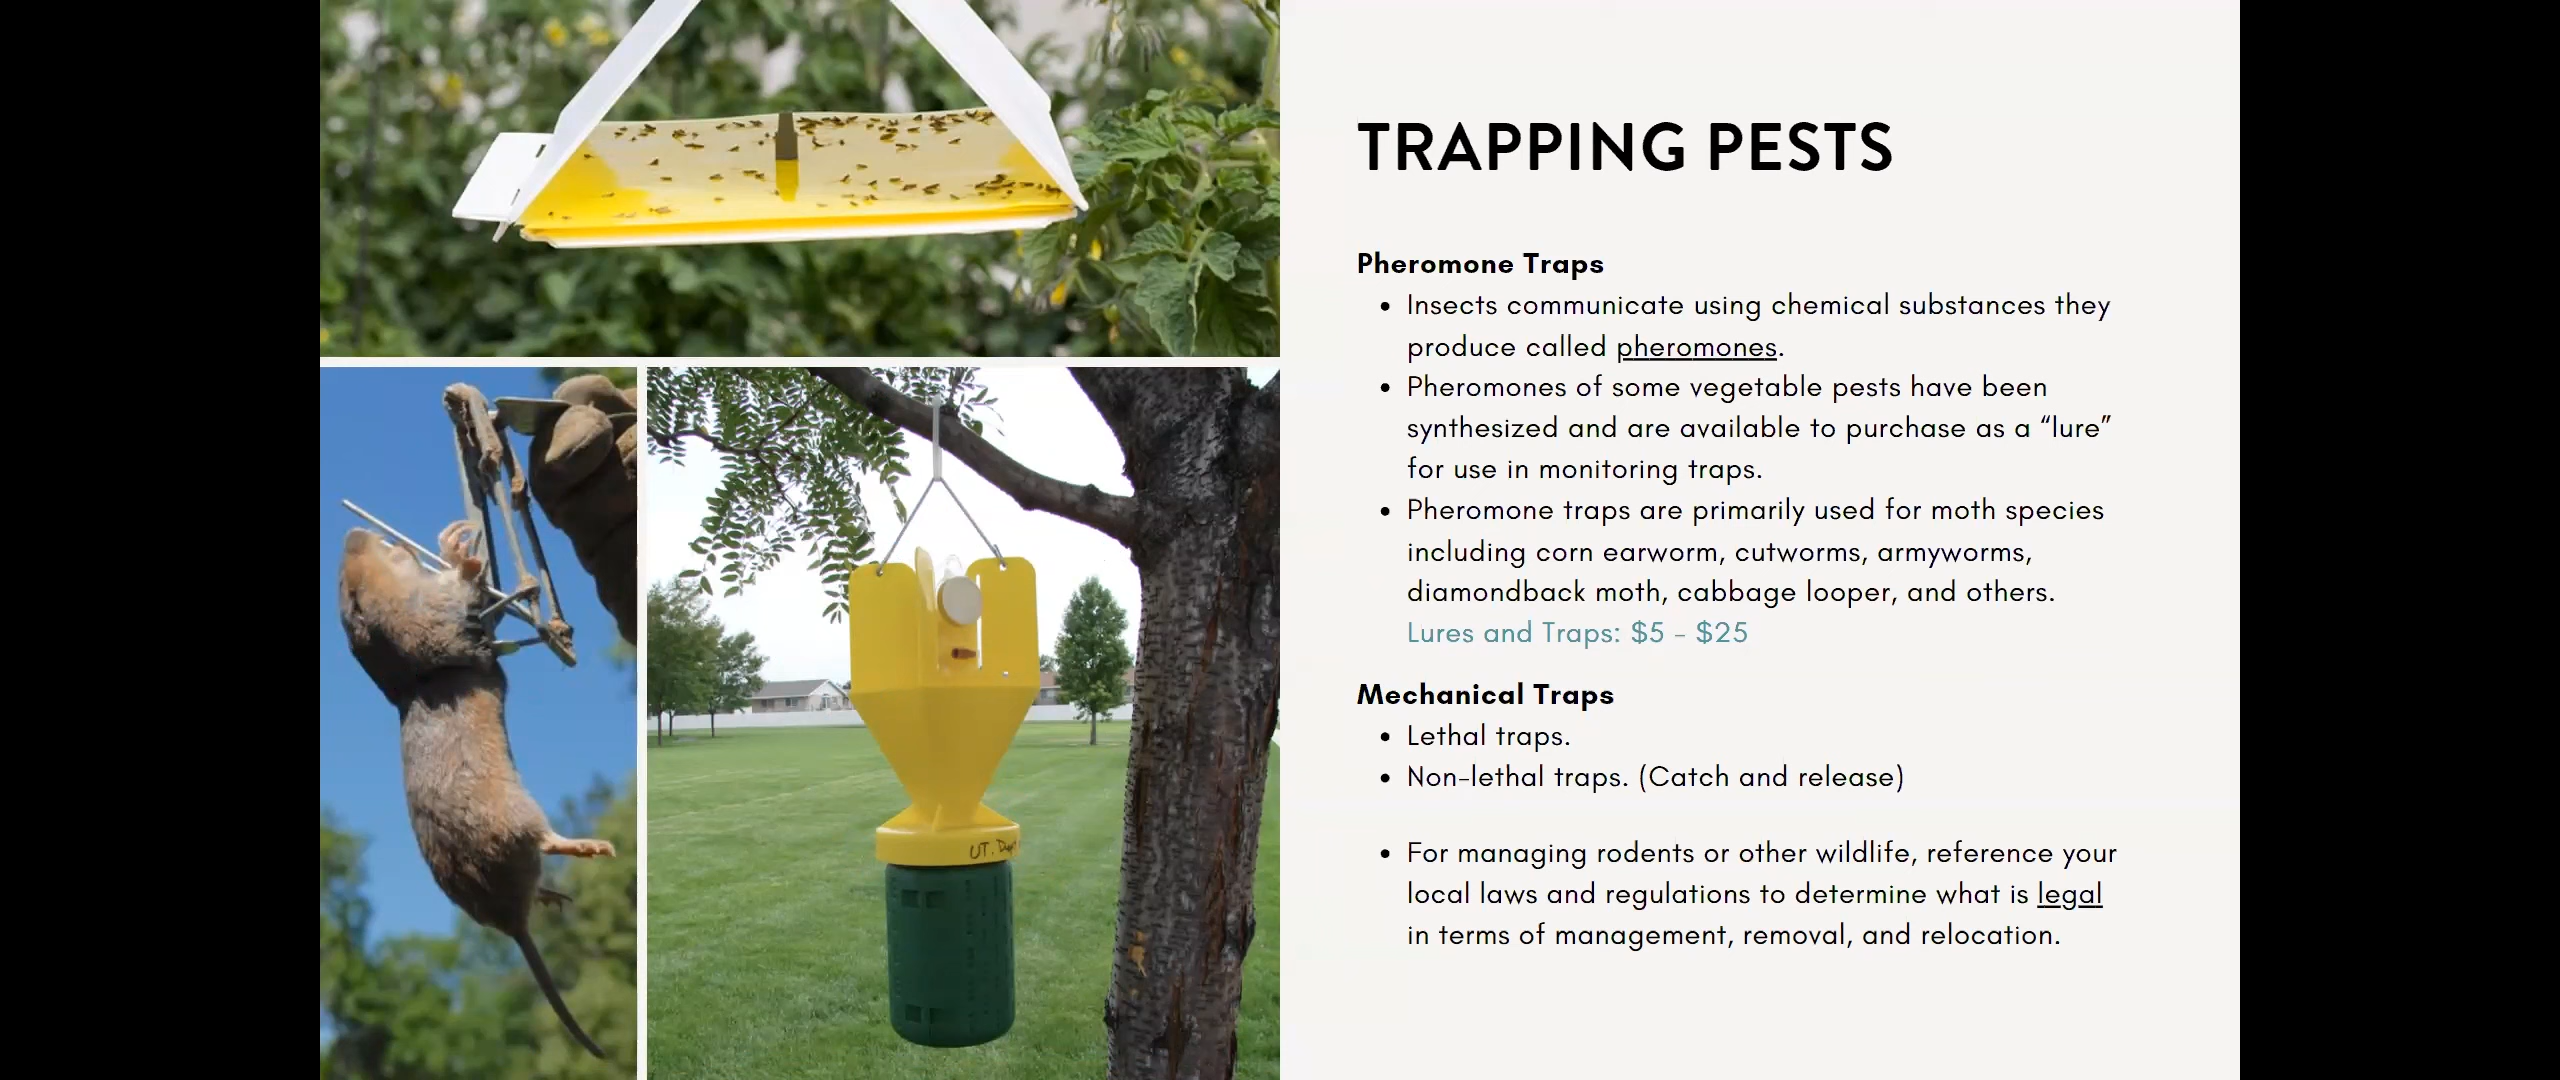 TRAPPING PESTS
Pheromone Traps
• Insects communicate using chemical substances they
produce called pheromones.
• Pheromones of some vegetable pests have been
synthesized and are available to purchase as a “lure”
for use in monitoring traps.
• Pheromone traps are primarily used for moth species
including corn earworm, cutworms, armyworms,
diamondback moth, cabbage looper, and others.
Lures and Traps: $5 - $25
Mechanical Traps
• Lethal traps.
• Non-lethal traps. (Catch and release)
• For managing rodents or other wildlife, reference your
local laws and regulations to determine what is legal
in terms of management, removal, and relocation.
UT.